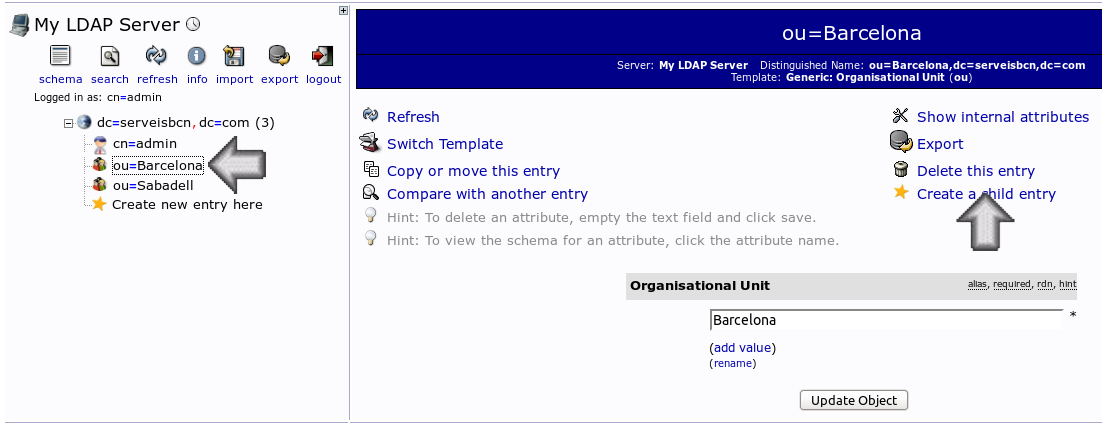 My LDAP Server
schema search refresh info import export logout
Logged in as: cn=admin
dc=serveisbcn,dc=com (3)
cn=admin
ou=Barcelona
ou=Sabadell
Create new entry here
ou=Barcelona
Server: My LDAP Server Distinguished Name: ou=Barcelona,dc=serveisbcn,dc=com
Template: Generic: Organisational Unit (ou)
Refresh
Show internal attributes
Switch Template
Export
Copy or move this entry
Delete this entry
Compare with another entry
Create a child entry
Hint: To delete an attribute, empty the text field and click save.
Hint: To view the schema for an attribute, click the attribute name.
Organisational Unit
alias, required, rdn, hint
Barcelona *
(add value)
(rename)
Update Object